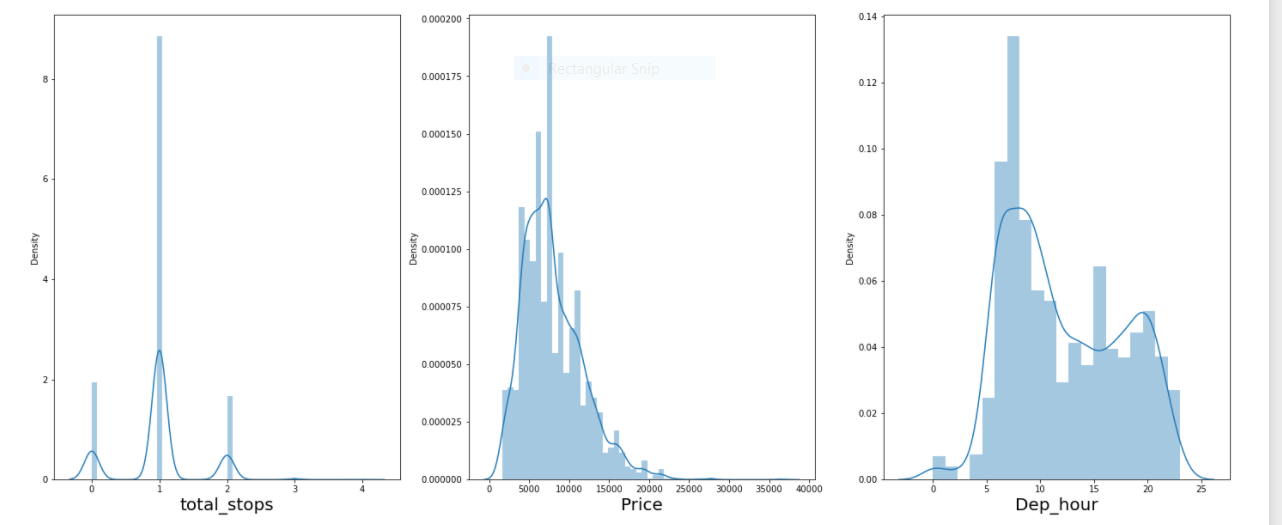 Density
8
6
4
2
0
0 1 2 3 4
total_stops
Density
0.000200
0.000175
0.000150
0.000125
0.000100
0.000075
0.000050
0.000025
0.000000
0 5000 10000 15000 20000 25000 30000 35000 40000
Price
Rectangular Snip
Density
0.14
0.12
0.10
0.08
0.06
0.04
0.02
0.00
0 5 10 15 20 25
Dep_hour